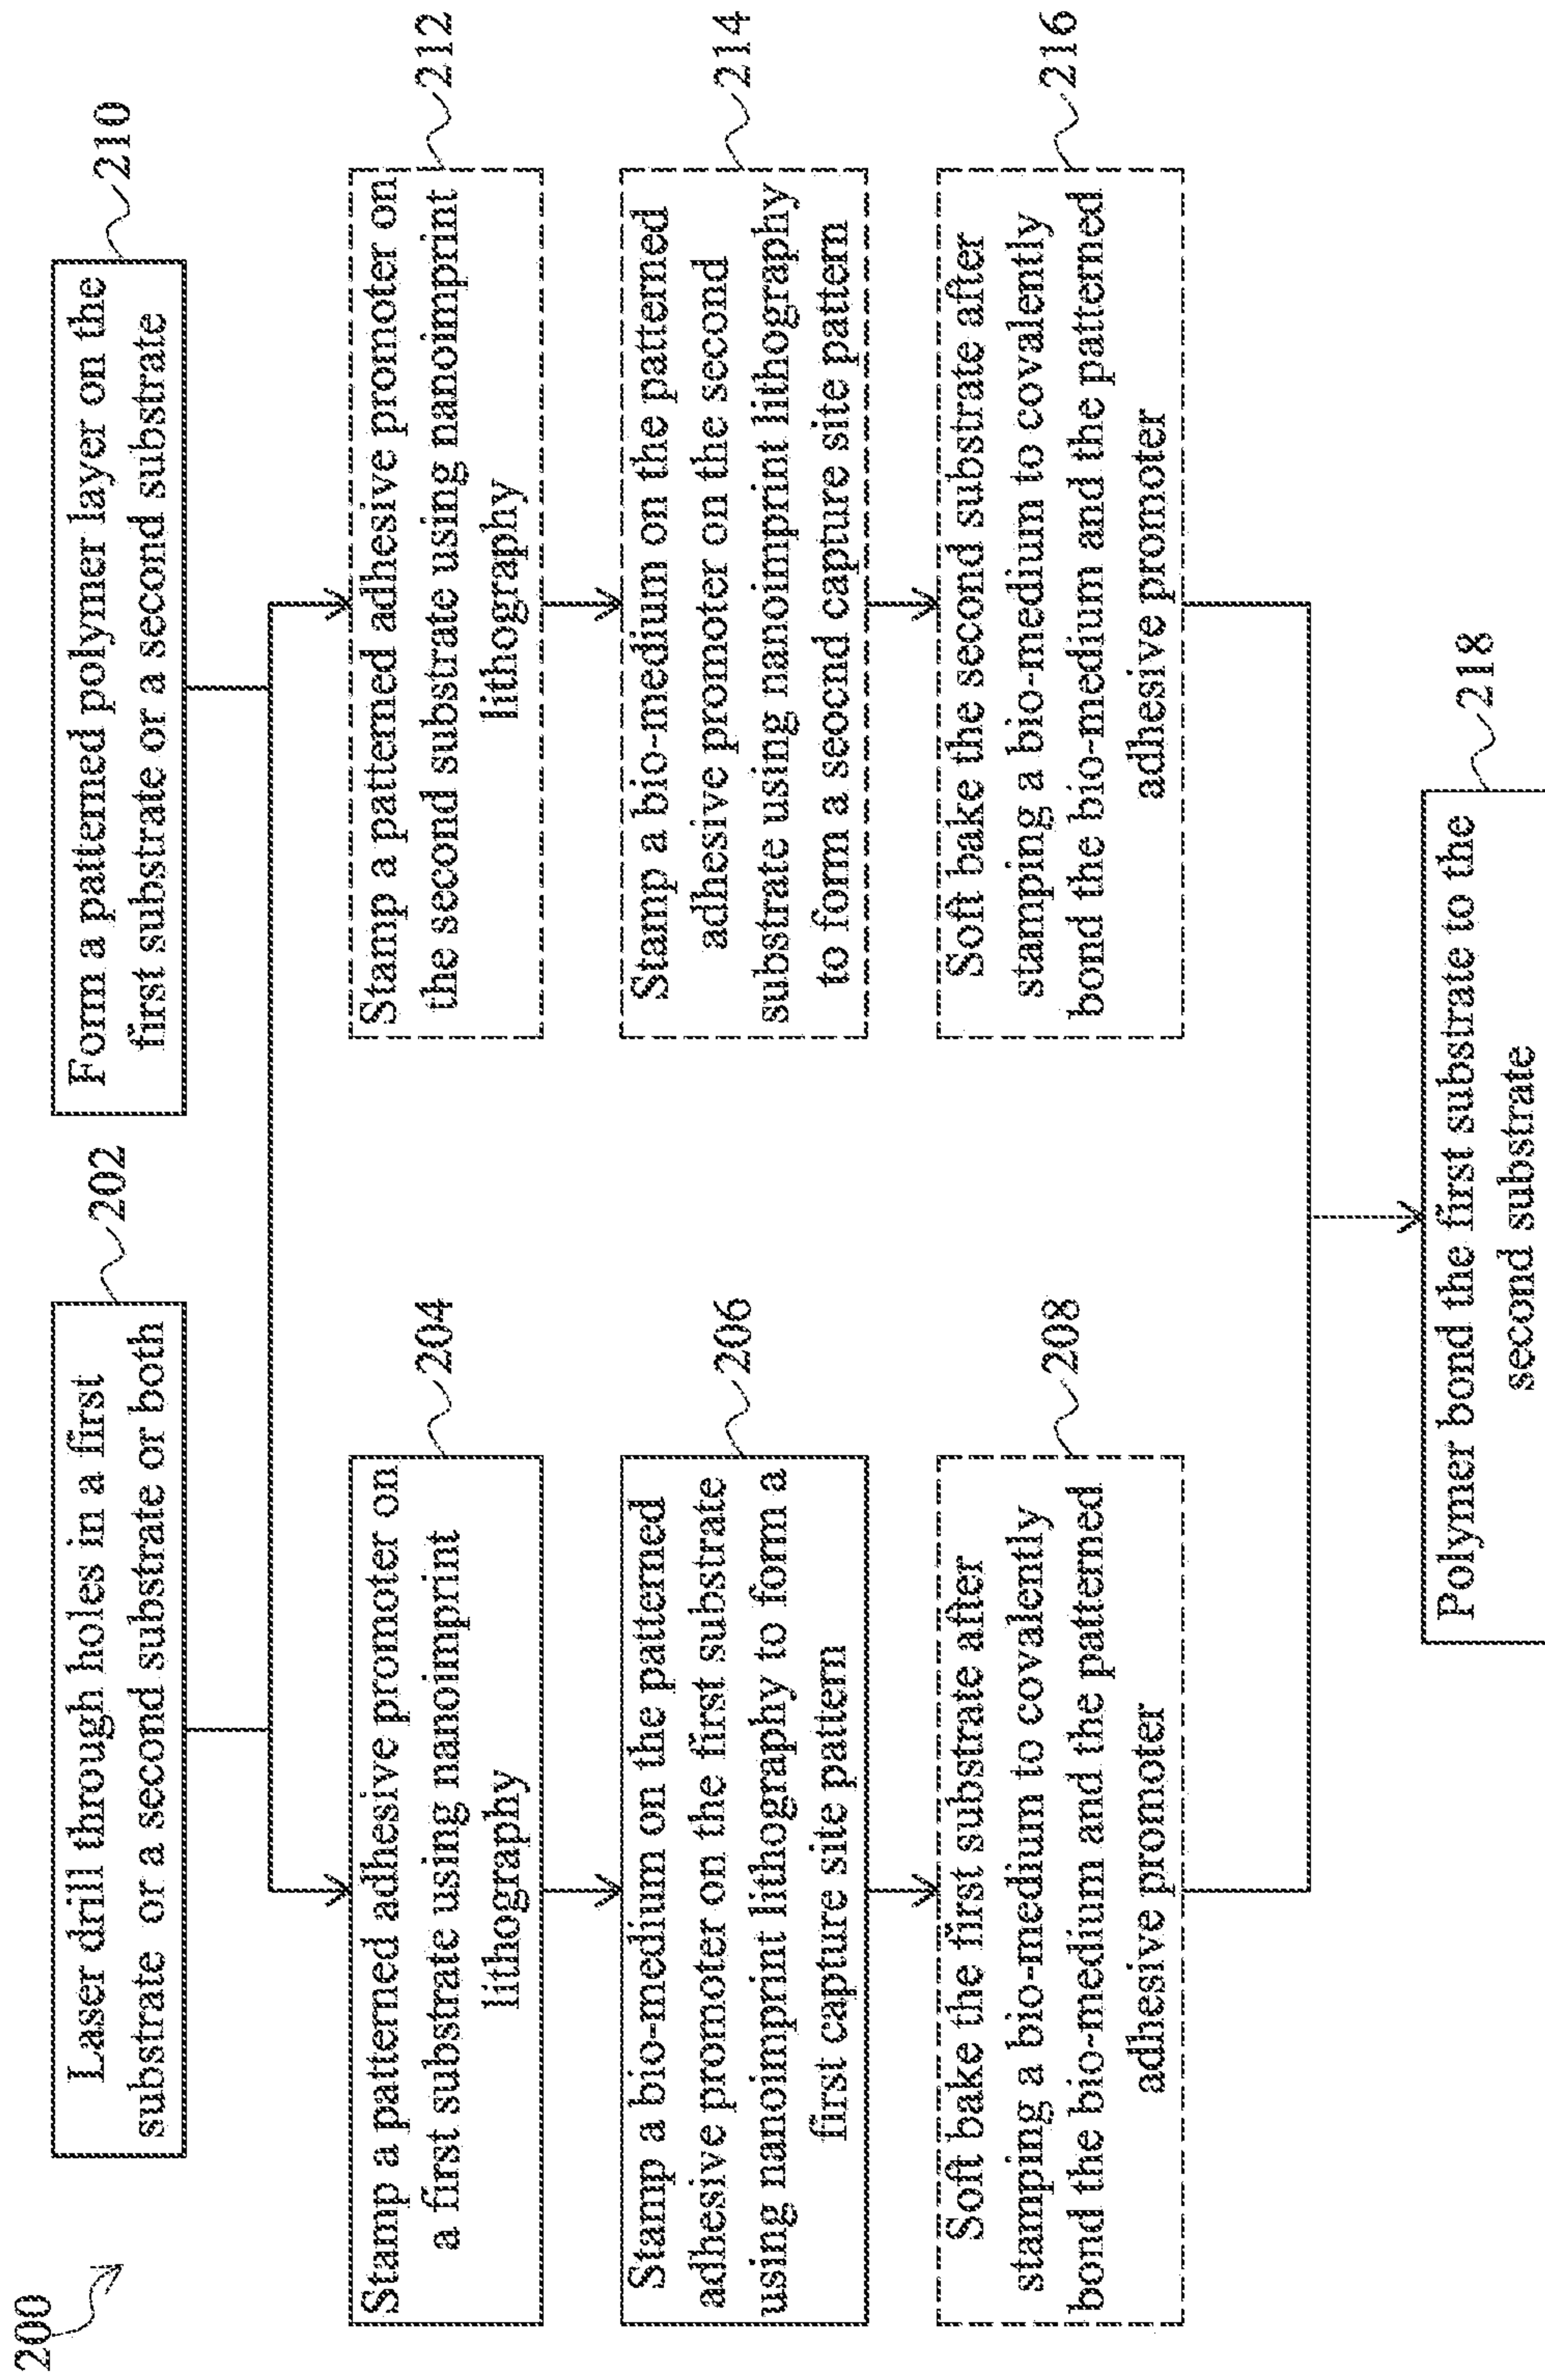 200
Laser drill through holes in a first
substrate or a second substrate or both
202
Form a patterned polymer layer on the
first substrate or a second substrate
210
Stamp a patterned adhesive promoter on
a first substrate using nanoimprint
lithography
204
Stamp a patterned adhesive promoter on
the second substrate using nanoimprint
lithography
212
Stamp a bio-medium on the patterned
adhesive promoter on the first substrate
using nanoimprint lithography to form a
first capture site pattern
206
Stamp a bio-medium on the patterned
adhesive promoter on the second
substrate using nanoimprint lithography
to form a seocnd capture site pattern
214
Soft bake the first substrate after
stamping a bio-medium to covalently
bond the bio-medium and the patterned
adhesive promoter
208
Soft bake the second substrate after
stamping a bio-medium to covalently
bond the bio-medium and the patterned
adhesive promoter
216
Polymer bond the first substrate to the
second substrate
218